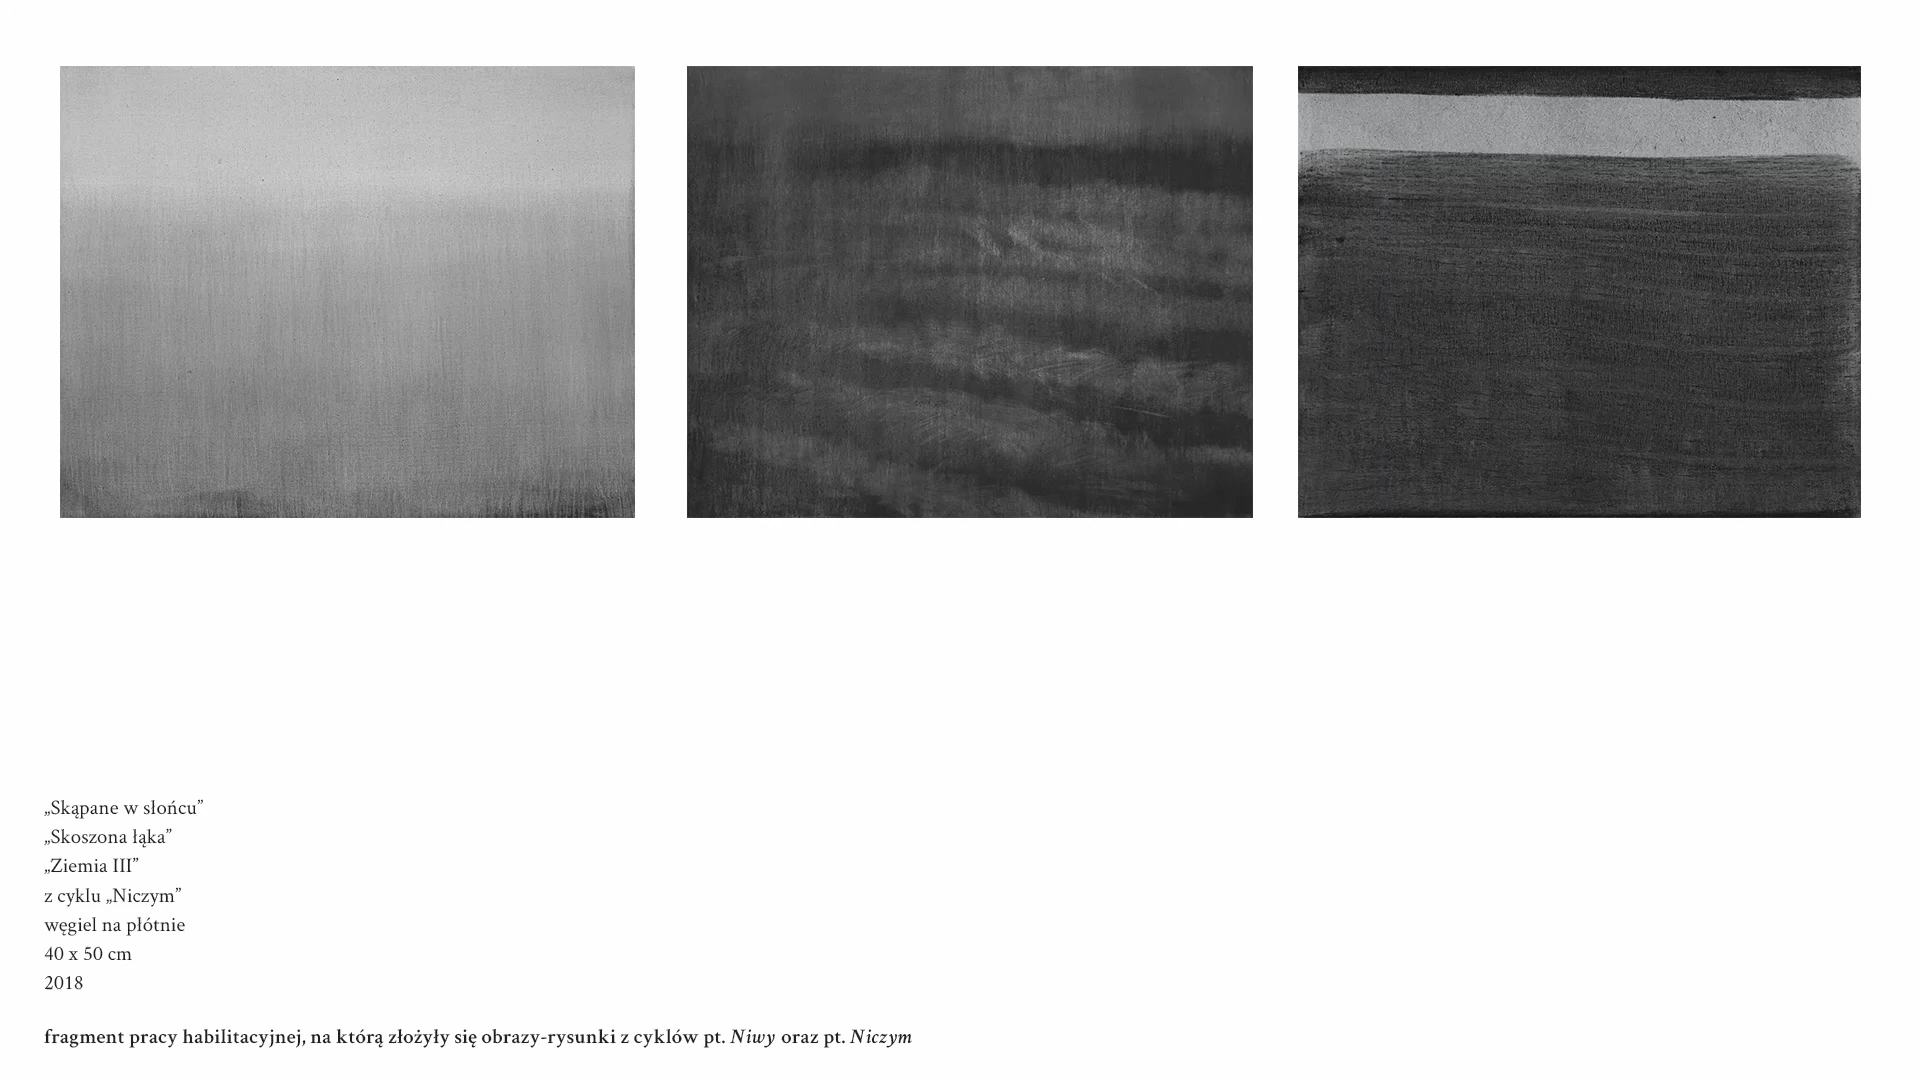 „Skąpane w słońcu”
„Skoszona łąka”
„Ziemia III”
z cyklu „Niczym”
węgiel na płótnie
40 x 50 cm
2018
fragment pracy habilitacyjnej, na którą złożyły się obrazy-rysunki z cyklów pt. Niwy oraz pt. Niczym